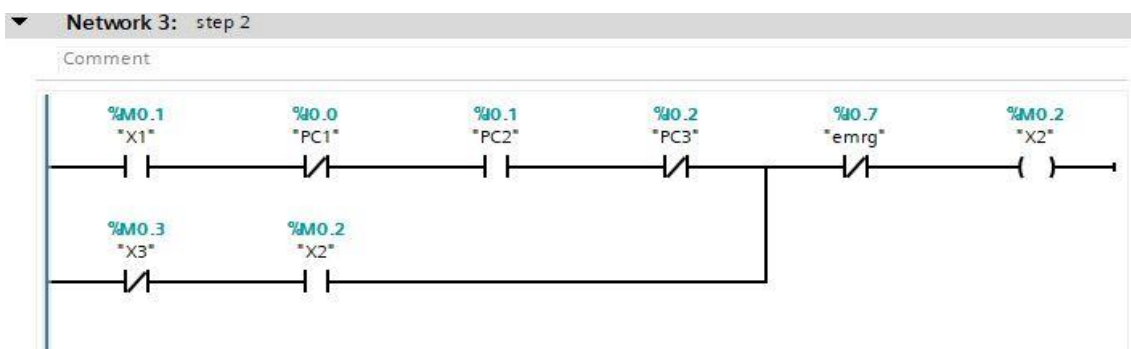 Network 3: step 2
Comment
%M0.1 %I0.0 %I0.1 %I0.2 %I0.7 %M0.2
"X1" "PC1" "PC2" "PC3" "emrg" "X2"
%M0.3 %M0.2
"X3" "X2"